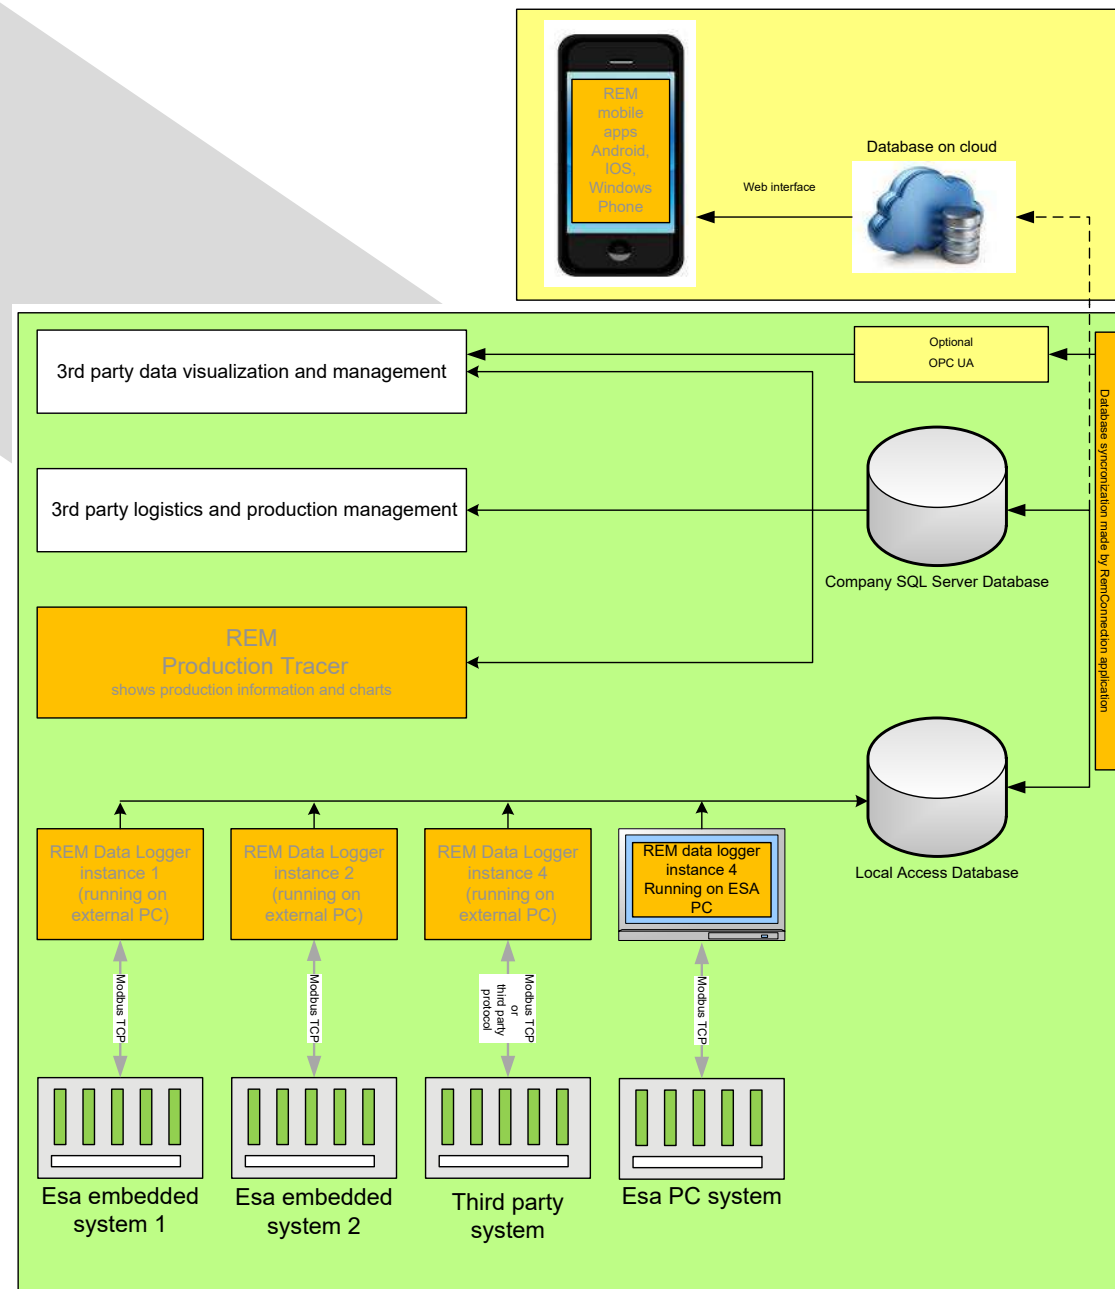 REM
mobile
apps
Android,
IOS,
Windows
Phone
Database on cloud
Web interface
Optional
OPC UA
3rd party data visualization and management
Database syncronization made by RemConnection application
3rd party logistics and production management
Company SQL Server Database
REM
Production Tracer
shows production information and charts
Local Access Database
REM Data Logger
instance 1
(running on
external PC)
REM Data Logger
instance 2
(running on
external PC)
REM Data Logger
instance 4
(running on
external PC)
REM data logger
instance 4
Running on ESA
PC
Modbus TCP
Modbus TCP
Modbus TCP
or
third party
protocol
Modbus TCP
Esa embedded
system 1
Esa embedded
system 2
Third party
system
Esa PC system